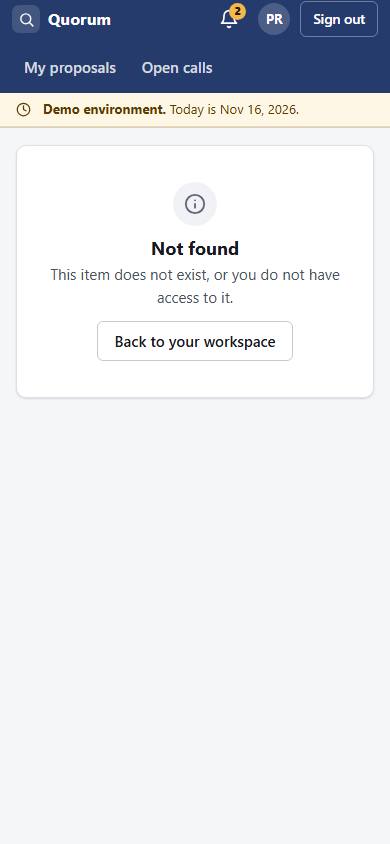 Quorum
2
PR
Sign out
My proposals
Open calls
Demo environment. Today is Nov 16, 2026.
Not found
This item does not exist, or you do not have
access to it.
Back to your workspace